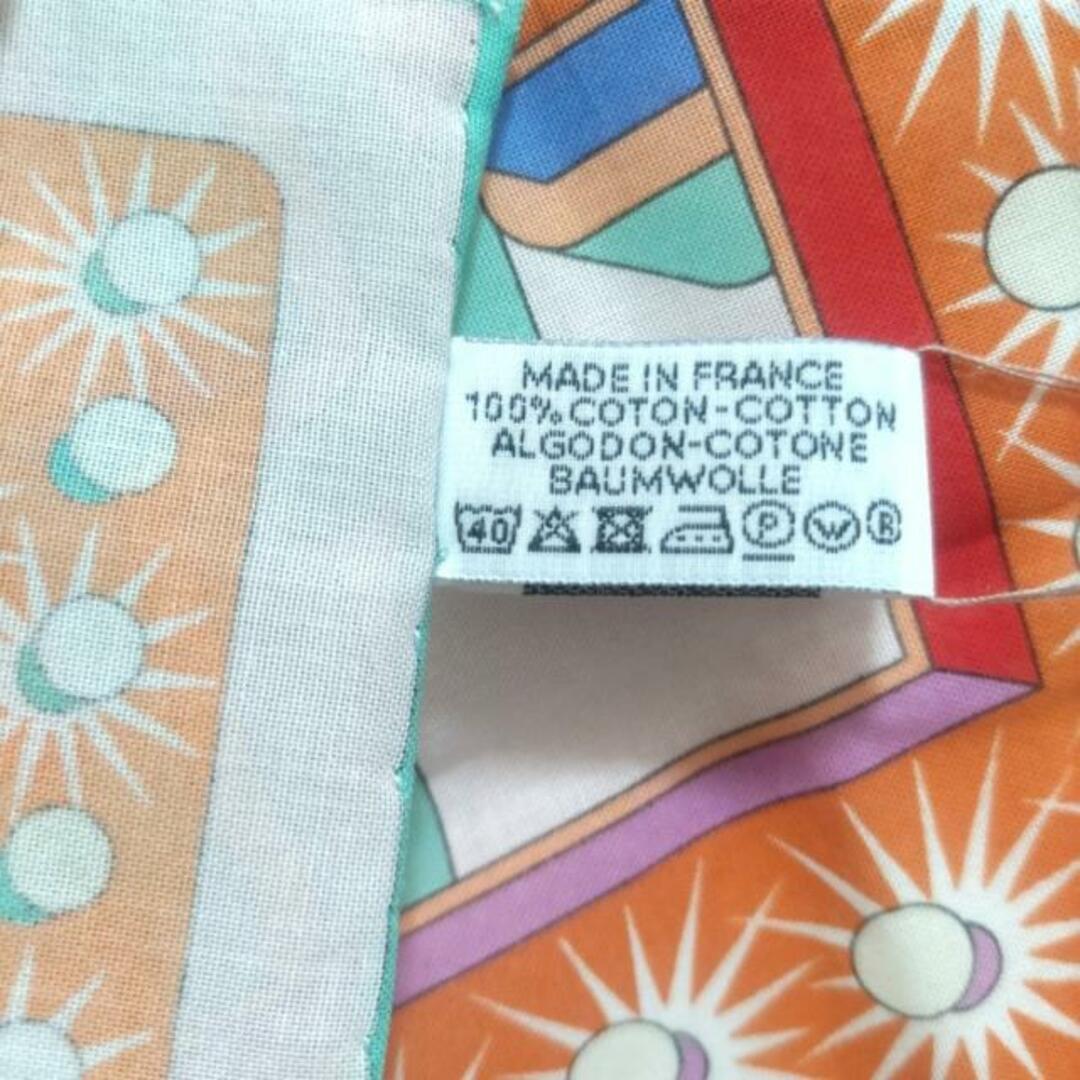 MADE IN FRANCE
100% COTON-COTTON
ALGODON-COTONE
BAUMWOLLE
40 P W R